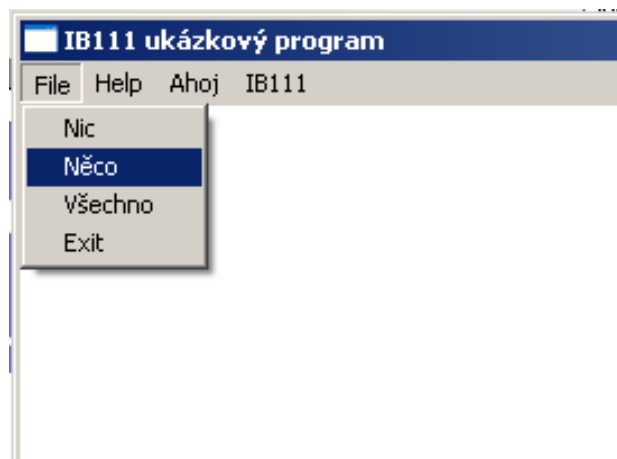 IB111 ukázkový program
File Help Ahoj IB111
Nic
Něco
Všechno
Exit